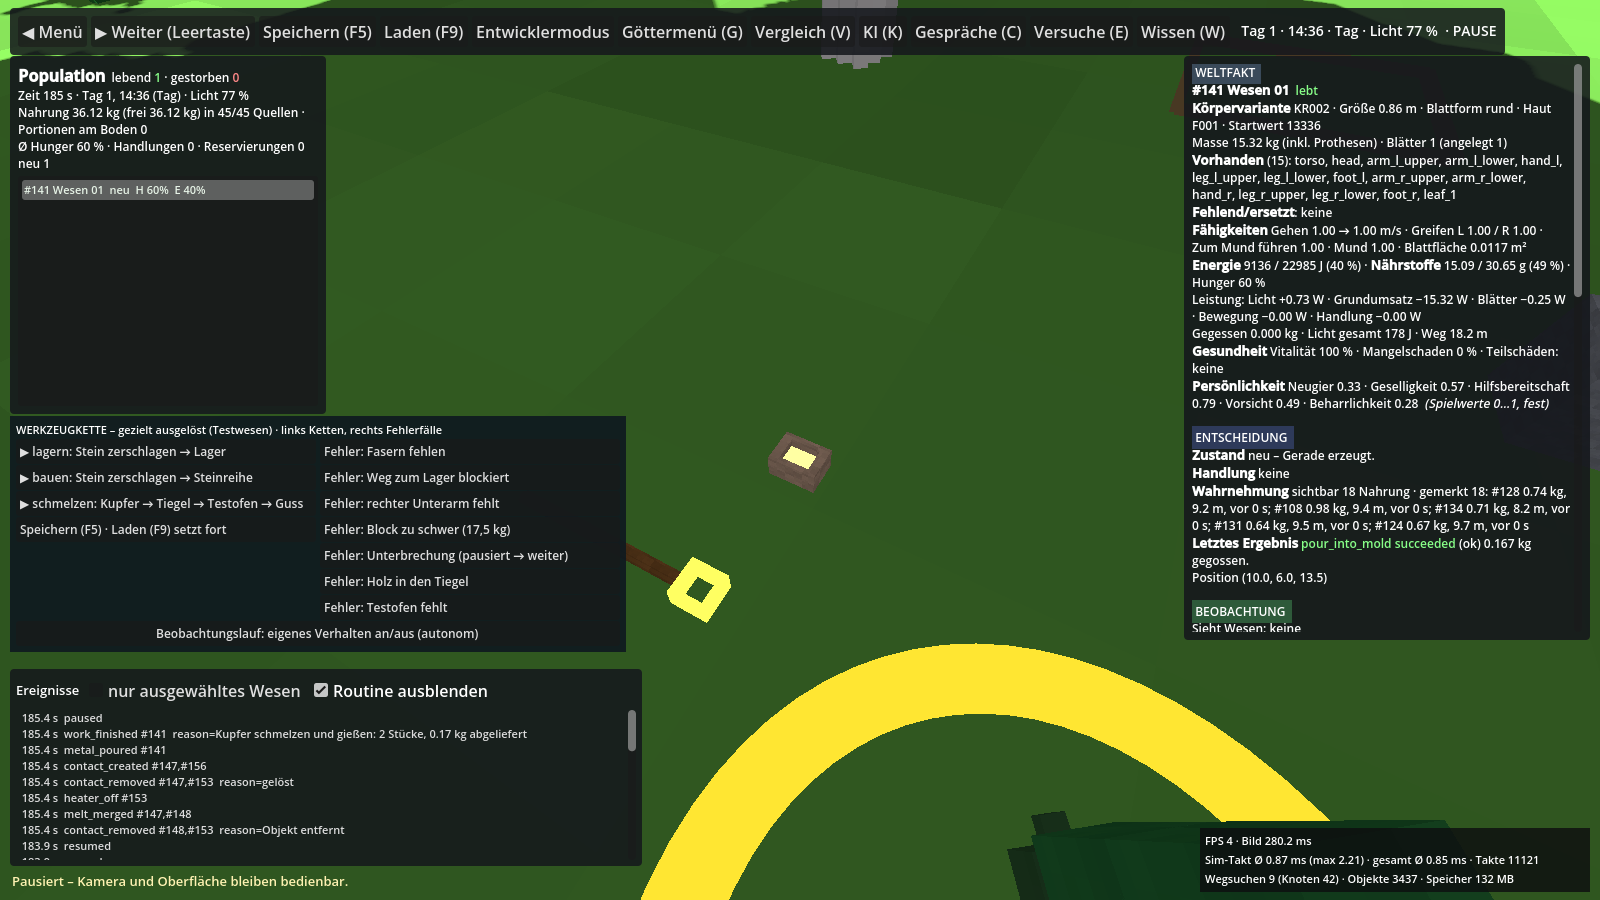 ◀ Menü ▶ Weiter (Leertaste) Speichern (F5) Laden (F9) Entwicklermodus Göttermenü (G) Vergleich (V) KI (K) Gespräche (C) Versuche (E) Wissen (W) Tag 1 · 14:36 · Tag · Licht 77 % · PAUSE
Population lebend 1 · gestorben 0
Zeit 185 s · Tag 1, 14:36 (Tag) · Licht 77 %
Nahrung 36.12 kg (frei 36.12 kg) in 45/45 Quellen ·
Portionen am Boden 0
Ø Hunger 60 % · Handlungen 0 · Reservierungen 0
neu 1
#141 Wesen 01 neu H 60% E 40%
WERKZEUGKETTE – gezielt ausgelöst (Testwesen) · links Ketten, rechts Fehlerfälle
▶ lagern: Stein zerschlagen → Lager
Fehler: Fasern fehlen
▶ bauen: Stein zerschlagen → Steinreihe
Fehler: Weg zum Lager blockiert
▶ schmelzen: Kupfer → Tiegel → Testofen → Guss
Fehler: rechter Unterarm fehlt
Speichern (F5) · Laden (F9) setzt fort
Fehler: Block zu schwer (17,5 kg)
Fehler: Unterbrechung (pausiert → weiter)
Fehler: Holz in den Tiegel
Fehler: Testofen fehlt
Beobachtungslauf: eigenes Verhalten an/aus (autonom)
Ereignisse nur ausgewähltes Wesen Routine ausblenden
185.4 s paused
185.4 s work_finished #141 reason=Kupfer schmelzen und gießen: 2 Stücke, 0.17 kg abgeliefert
185.4 s metal_poured #141
185.4 s contact_created #147,#156
185.4 s contact_removed #147,#153 reason=gelöst
185.4 s heater_off #153
185.4 s melt_merged #147,#148
185.4 s contact_removed #148,#153 reason=Objekt entfernt
183.9 s resumed
Pausiert – Kamera und Oberfläche bleiben bedienbar.
WELTFAKT
#141 Wesen 01 lebt
Körpervariante KR002 · Größe 0.86 m · Blattform rund · Haut
F001 · Startwert 13336
Masse 15.32 kg (inkl. Prothesen) · Blätter 1 (angelegt 1)
Vorhanden (15): torso, head, arm_l_upper, arm_l_lower, hand_l,
leg_l_upper, leg_l_lower, foot_l, arm_r_upper, arm_r_lower,
hand_r, leg_r_upper, leg_r_lower, foot_r, leaf_1
Fehlend/ersetzt: keine
Fähigkeiten Gehen 1.00 → 1.00 m/s · Greifen L 1.00 / R 1.00 ·
Zum Mund führen 1.00 · Mund 1.00 · Blattfläche 0.0117 m²
Energie 9136 / 22985 J (40 %) · Nährstoffe 15.09 / 30.65 g (49 %) ·
Hunger 60 %
Leistung: Licht +0.73 W · Grundumsatz −15.32 W · Blätter −0.25 W
· Bewegung −0.00 W · Handlung −0.00 W
Gegessen 0.000 kg · Licht gesamt 178 J · Weg 18.2 m
Gesundheit Vitalität 100 % · Mangelschaden 0 % · Teilschäden:
keine
Persönlichkeit Neugier 0.33 · Geselligkeit 0.57 · Hilfsbereitschaft
0.79 · Vorsicht 0.49 · Beharrlichkeit 0.28 (Spielwerte 0…1, fest)
ENTSCHEIDUNG
Zustand neu – Gerade erzeugt.
Handlung keine
Wahrnehmung sichtbar 18 Nahrung · gemerkt 18: #128 0.74 kg,
9.2 m, vor 0 s; #108 0.98 kg, 9.4 m, vor 0 s; #134 0.71 kg, 8.2 m, vor
0 s; #131 0.64 kg, 9.5 m, vor 0 s; #124 0.67 kg, 9.7 m, vor 0 s
Letztes Ergebnis pour_into_mold succeeded (ok) 0.167 kg
gegossen.
Position (10.0, 6.0, 13.5)
BEOBACHTUNG
Sieht Wesen: keine
FPS 4 · Bild 280.2 ms
Sim-Takt Ø 0.87 ms (max 2.21) · gesamt Ø 0.85 ms · Takte 11121
Wegsuchen 9 (Knoten 42) · Objekte 3437 · Speicher 132 MB